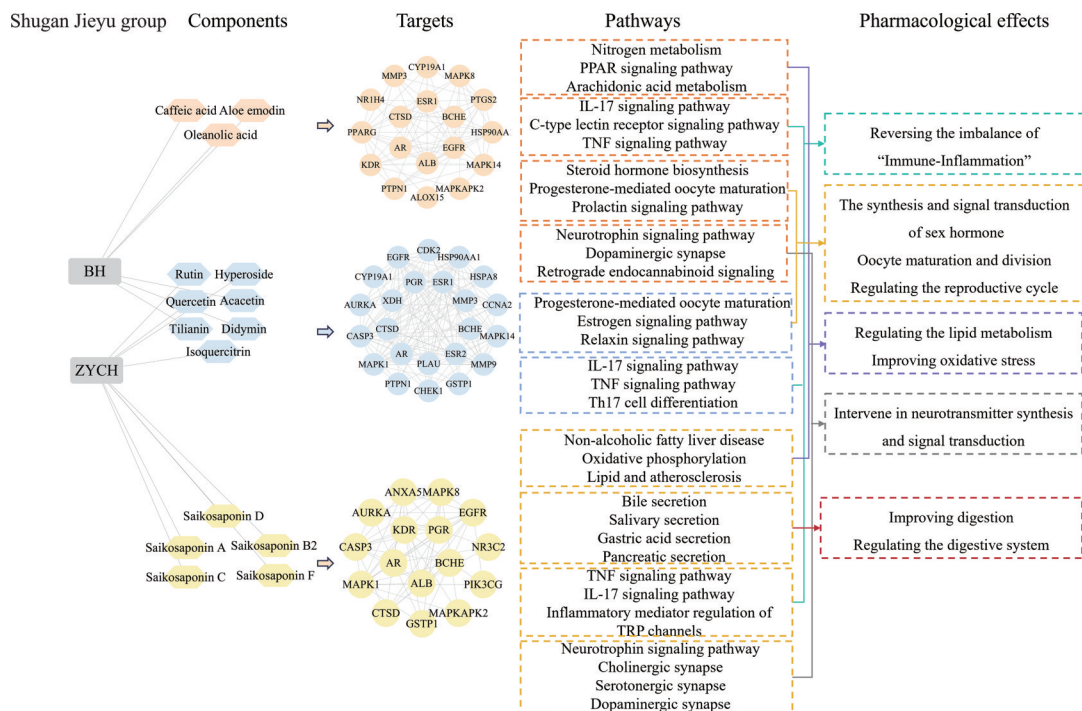 Shugan Jieyu group
Components
Targets
Pathways
Pharmacological effects
BH
ZYCH
Caffeic acid
Aloe emodin
Oleanolic acid
Rutin
Hyperoside
Quercetin
Acacetin
Tilianin
Didymin
Isoquercitrin
Saikosaponin D
Saikosaponin A
Saikosaponin B2
Saikosaponin C
Saikosaponin F
CYP19A1
MMP3
MAPK8
NR1H4
ESR1
PTGS2
CTSD
BCHE
PPARG
HSP90AA
AR
EGFR
KDR
ALB
MAPK14
PTPN1
MAPKAPK2
ALOX15
CDK2
EGFR
HSP90AA1
CYP19A1
PGR
ESR1
HSPA8
AURKA
XDH
MMP3
CCNA2
CASP3
CTSD
BCHE
MAPK14
MAPK1
AR
ESR2
MMP9
PLAU
PTPN1
GSTP1
CHEK1
ANXA5
MAPK8
AURKA
EGFR
KDR
PGR
CASP3
NR3C2
AR
BCHE
MAPK1
ALB
PIK3CG
CTSD
MAPKAPK2
GSTP1
Nitrogen metabolism
PPAR signaling pathway
Arachidonic acid metabolism
IL-17 signaling pathway
C-type lectin receptor signaling pathway
TNF signaling pathway
Steroid hormone biosynthesis
Progesterone-mediated oocyte maturation
Prolactin signaling pathway
Neurotrophin signaling pathway
Dopaminergic synapse
Retrograde endocannabinoid signaling
Progesterone-mediated oocyte maturation
Estrogen signaling pathway
Relaxin signaling pathway
IL-17 signaling pathway
TNF signaling pathway
Th17 cell differentiation
Non-alcoholic fatty liver disease
Oxidative phosphorylation
Lipid and atherosclerosis
Bile secretion
Salivary secretion
Gastric acid secretion
Pancreatic secretion
TNF signaling pathway
IL-17 signaling pathway
Inflammatory mediator regulation of
TRP channels
Neurotrophin signaling pathway
Cholinergic synapse
Serotonergic synapse
Dopaminergic synapse
Reversing the imbalance of
“Immune-Inflammation”
The synthesis and signal transduction
of sex hormone
Oocyte maturation and division
Regulating the reproductive cycle
Regulating the lipid metabolism
Improving oxidative stress
Intervene in neurotransmitter synthesis
and signal transduction
Improving digestion
Regulating the digestive system